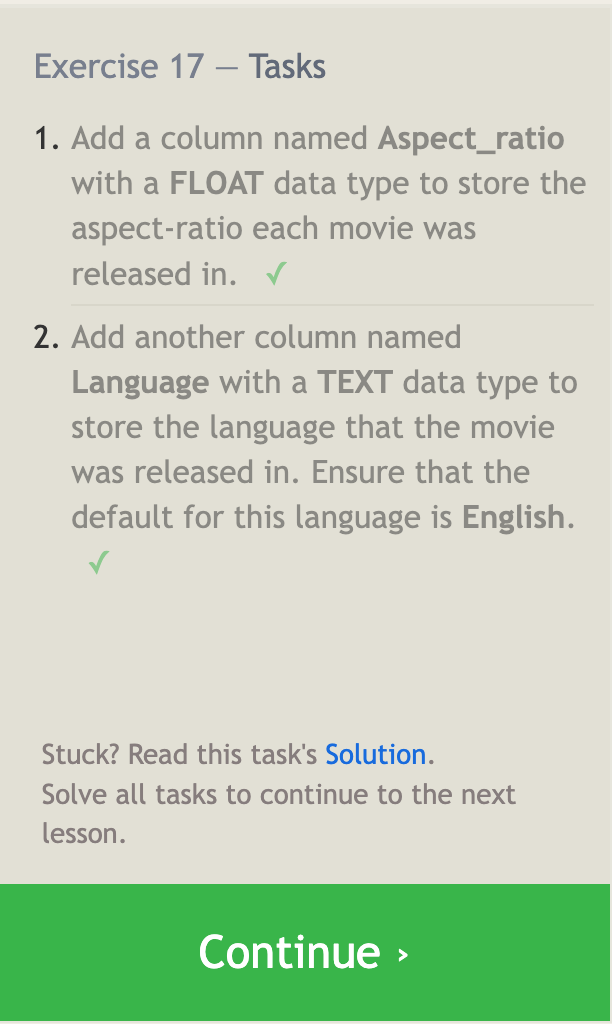 Exercise 17 — Tasks
1. Add a column named Aspect_ratio
with a FLOAT data type to store the
aspect-ratio each movie was
released in. ✓
2. Add another column named
Language with a TEXT data type to
store the language that the movie
was released in. Ensure that the
default for this language is English.
✓
Stuck? Read this task's Solution.
Solve all tasks to continue to the next
lesson.
Continue ›